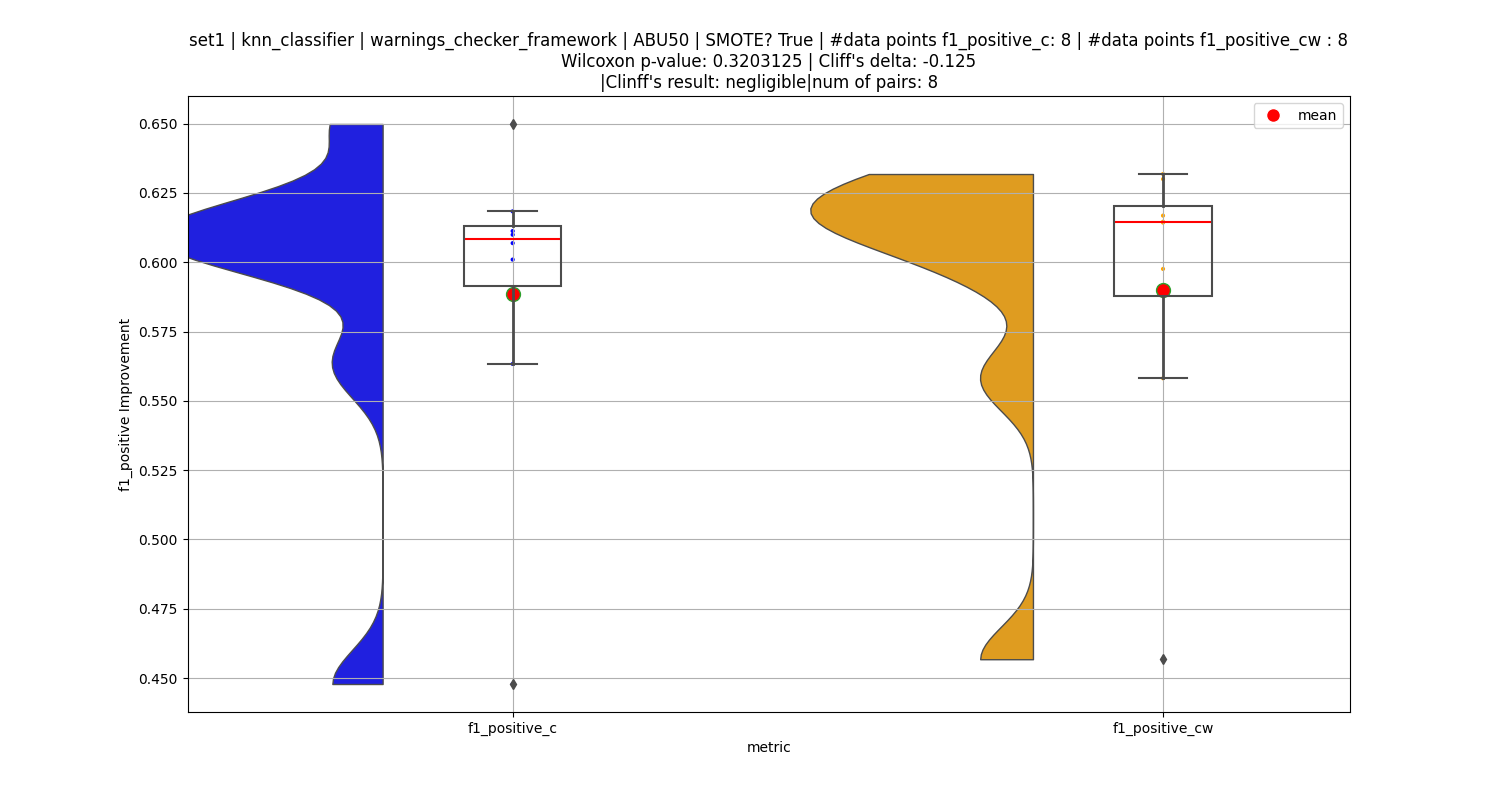 set1 | knn_classifier | warnings_checker_framework | ABU50 | SMOTE? True | #data points f1_positive_c: 8 | #data points f1_positive_cw : 8
Wilcoxon p-value: 0.3203125 | Cliff's delta: -0.125
|Clinff's result: negligible|num of pairs: 8
mean
0.650
0.625
0.600
0.575
0.550
0.525
0.500
0.475
0.450
f1_positive Improvement
f1_positive_c
f1_positive_cw
metric